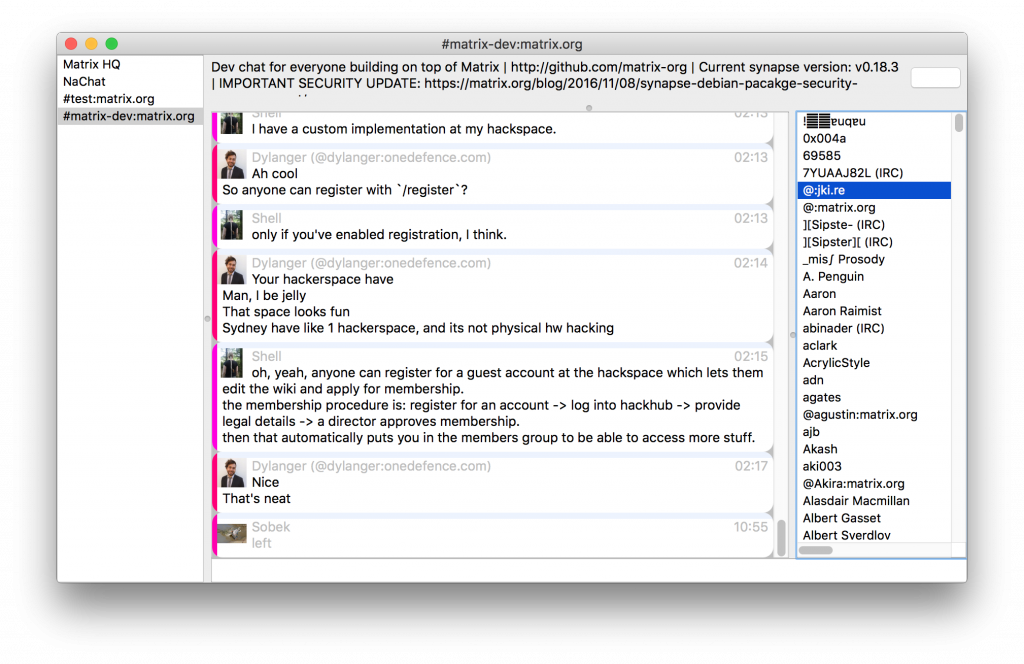 #matrix-dev:matrix.org
Matrix HQ
NaChat
#test:matrix.org
#matrix-dev:matrix.org
Dev chat for everyone building on top of Matrix | http://github.com/matrix-org | Current synapse version: v0.18.3
| IMPORTANT SECURITY UPDATE: https://matrix.org/blog/2016/11/08/synapse-debian-pacakge-security-
Shell 02:13
I have a custom implementation at my hackspace.
Dylanger (@dylanger:onedefence.com) 02:13
Ah cool
So anyone can register with `/register`?
Shell 02:13
only if you've enabled registration, I think.
Dylanger (@dylanger:onedefence.com) 02:14
Your hackerspace have
Man, I be jelly
That space looks fun
Sydney have like 1 hackerspace, and its not physical hw hacking
Shell 02:15
oh, yeah, anyone can register for a guest account at the hackspace which lets them
edit the wiki and apply for membership.
the membership procedure is: register for an account -> log into hackhub -> provide
legal details -> a director approves membership.
then that automatically puts you in the members group to be able to access more stuff.
Dylanger (@dylanger:onedefence.com) 02:17
Nice
That's neat
Sobek 10:55
left
0x004a
69585
7YUAAJ82L (IRC)
@:jki.re
@:matrix.org
][Sipste- (IRC)
][Sipster][ (IRC)
_mis∫ Prosody
A. Penguin
Aaron
Aaron Raimist
abinader (IRC)
aclark
AcrylicStyle
adn
agates
@agustin:matrix.org
ajb
Akash
aki003
@Akira:matrix.org
Alasdair Macmillan
Albert Gasset
Albert Sverdlov